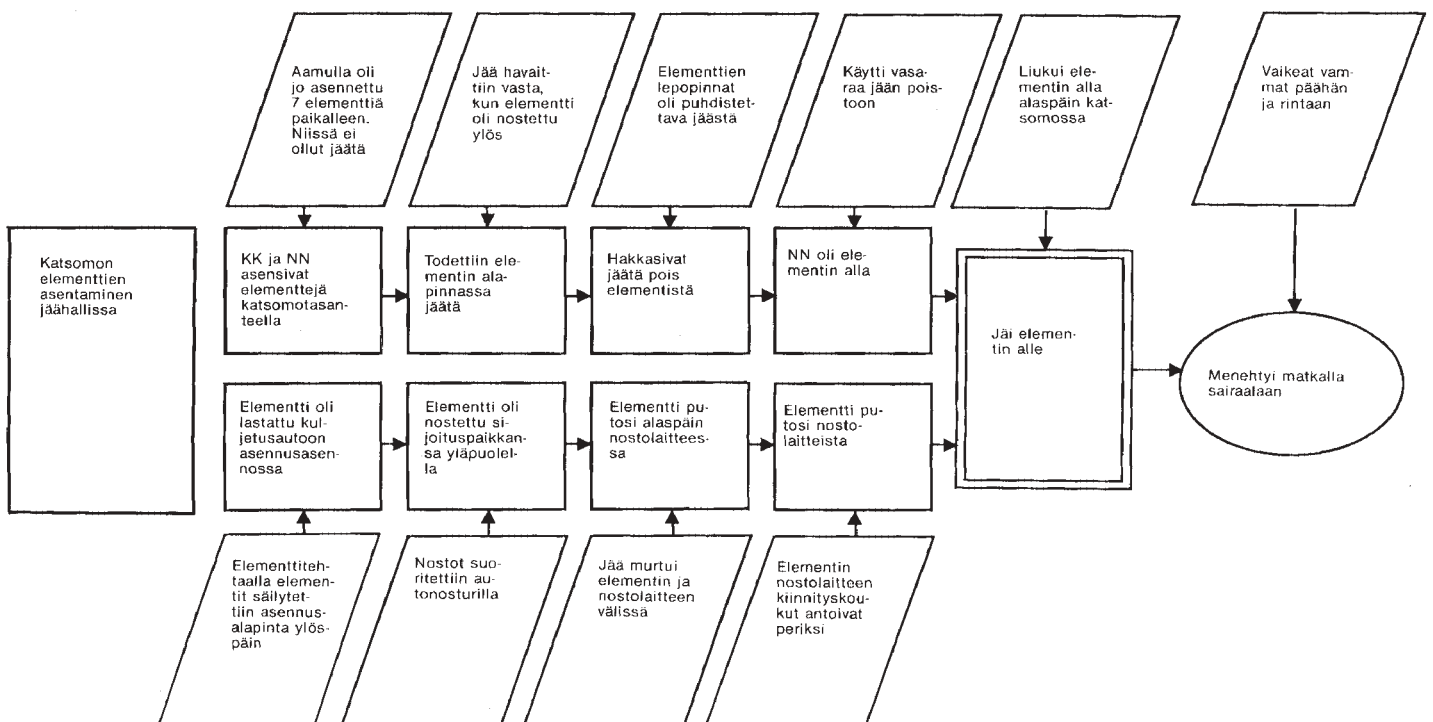 Aamulla oli
jo asennettu
7 elementtiä
paikalleen.
Niissä ei
ollut jäätä
Jää havait-
tiin vasta,
kun elementti
oli nostettu
ylös
Elementtien
lepopinnat
oli puhdistet-
tava jäästä
Käytti vasa-
raa jään pois-
toon
Liukui ele-
mentin alla
alaspäin kat-
somossa
Vaikeat vam-
mat päähän
ja rintaan
Katsomon
elementtien
asentaminen
jäähallissa
KK ja NN
asensivat
elementtejä
katsomotasan-
teella
Todettiin ele-
mentin ala-
pinnassa
jäätä
Hakkasivat
jäätä pois
elementistä
NN oli ele-
mentin alla
Jäi elemen-
tin alle
Menehtyi matkalla
sairaalaan
Elementti oli
lastattu kul-
jetusautoon
asennusasen-
nossa
Elementti oli
nostettu si-
joituspaikkan-
sa yläpuolel-
la
Elementti pu-
tosi alaspäin
nostolaittees-
sa
Elementti pu-
tosi nosto-
laitteista
Elementtiteh-
taalla elemen-
tit säilytet-
tiin asennus-
alapinta ylös-
päin
Nostot suo-
ritettiin au-
tonosturilla
Jää murtui
elementin ja
nostolaitteen
välissä
Elementin
nostolaitteen
kiinnityskou-
kut antoivat
periksi